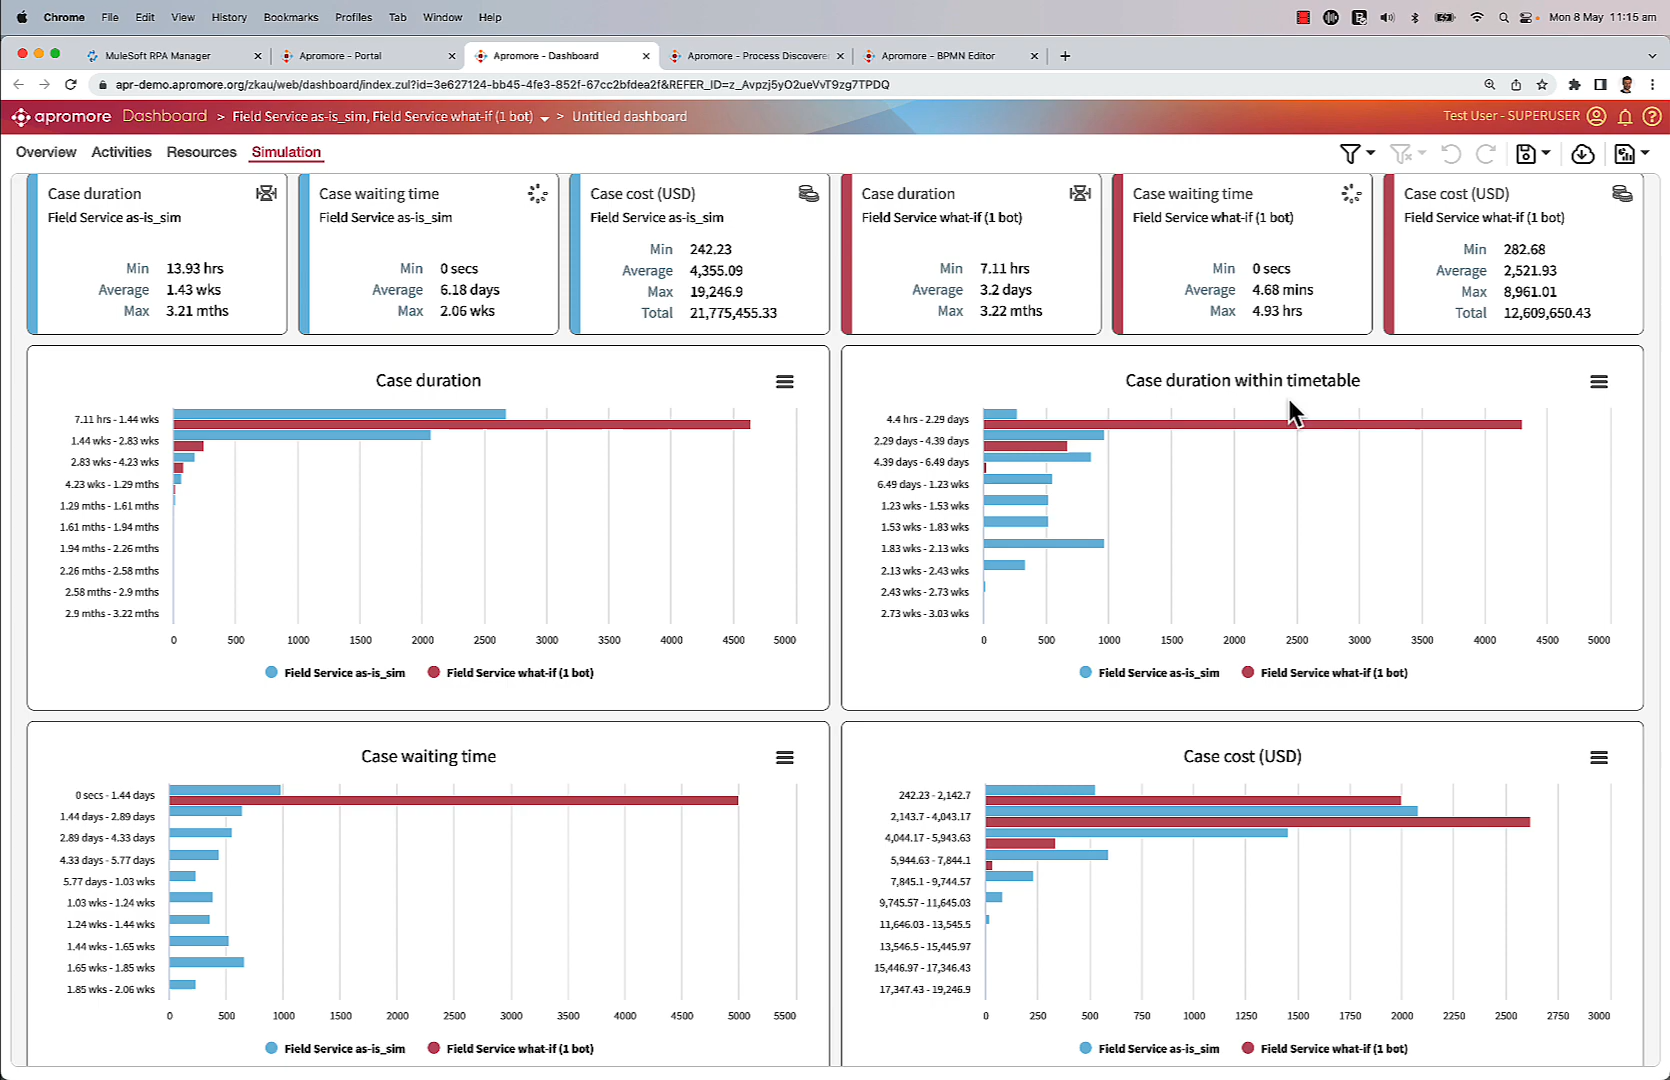 Chrome File Edit View History Bookmarks Profiles Tab Window Help Mon 8 May 11:15 am
MuleSoft RPA Manager Apromore - Portal Apromore - Dashboard Apromore - Process Discovere Apromore - BPMN Editor
apr-demo.apromore.org/zkau/web/dashboard/index.zul?id=3e627124-bb45-4fe3-852f-67cc2bfdea2f&REFER_ID=z_Avpzj5yO2ueVvT9zg7TPDQ
apromore Dashboard > Field Service as-is_sim, Field Service what-if (1 bot) > Untitled dashboard Test User - SUPERUSER
Overview Activities Resources Simulation
Case duration
Field Service as-is_sim
Min 13.93 hrs
Average 1.43 wks
Max 3.21 mths
Case waiting time
Field Service as-is_sim
Min 0 secs
Average 6.18 days
Max 2.06 wks
Case cost (USD)
Field Service as-is_sim
Min 242.23
Average 4,355.09
Max 19,246.9
Total 21,775,455.33
Case duration
Field Service what-if (1 bot)
Min 7.11 hrs
Average 3.2 days
Max 3.22 mths
Case waiting time
Field Service what-if (1 bot)
Min 0 secs
Average 4.68 mins
Max 4.93 hrs
Case cost (USD)
Field Service what-if (1 bot)
Min 282.68
Average 2,521.93
Max 8,961.01
Total 12,609,650.43
Case duration
7.11 hrs - 1.44 wks
1.44 wks - 2.83 wks
2.83 wks - 4.23 wks
4.23 wks - 1.29 mths
1.29 mths - 1.61 mths
1.61 mths - 1.94 mths
1.94 mths - 2.26 mths
2.26 mths - 2.58 mths
2.58 mths - 2.9 mths
2.9 mths - 3.22 mths
0 500 1000 1500 2000 2500 3000 3500 4000 4500 5000
Field Service as-is_sim Field Service what-if (1 bot)
Case duration within timetable
4.4 hrs - 2.29 days
2.29 days - 4.39 days
4.39 days - 6.49 days
6.49 days - 1.23 wks
1.23 wks - 1.53 wks
1.53 wks - 1.83 wks
1.83 wks - 2.13 wks
2.13 wks - 2.43 wks
2.43 wks - 2.73 wks
2.73 wks - 3.03 wks
0 500 1000 1500 2000 2500 3000 3500 4000 4500 5000
Field Service as-is_sim Field Service what-if (1 bot)
Case waiting time
0 secs - 1.44 days
1.44 days - 2.89 days
2.89 days - 4.33 days
4.33 days - 5.77 days
5.77 days - 1.03 wks
1.03 wks - 1.24 wks
1.24 wks - 1.44 wks
1.44 wks - 1.65 wks
1.65 wks - 1.85 wks
1.85 wks - 2.06 wks
0 500 1000 1500 2000 2500 3000 3500 4000 4500 5000 5500
Field Service as-is_sim Field Service what-if (1 bot)
Case cost (USD)
242.23 - 2,142.7
2,143.7 - 4,043.17
4,044.17 - 5,943.63
5,944.63 - 7,844.1
7,845.1 - 9,744.57
9,745.57 - 11,645.03
11,646.03 - 13,545.5
13,546.5 - 15,445.97
15,446.97 - 17,346.43
17,347.43 - 19,246.9
0 250 500 750 1000 1250 1500 1750 2000 2250 2500 2750 3000
Field Service as-is_sim Field Service what-if (1 bot)